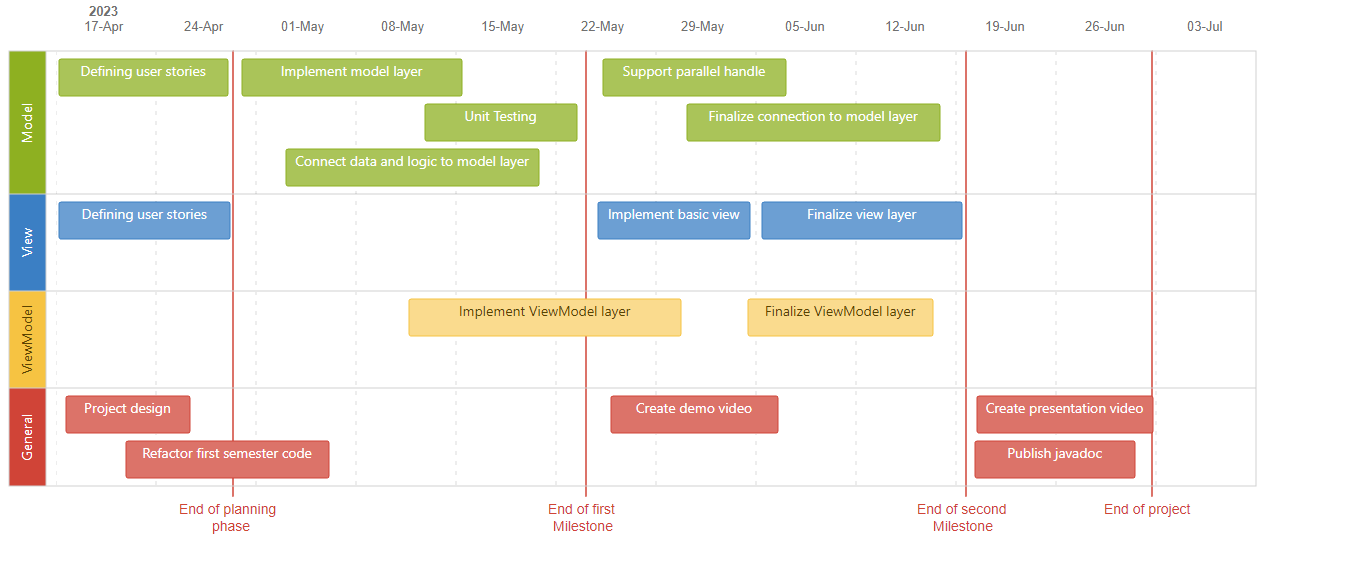 2023
17-Apr 24-Apr 01-May 08-May 15-May 22-May 29-May 05-Jun 12-Jun 19-Jun 26-Jun 03-Jul
Model
Defining user stories Implement model layer Support parallel handle
Unit Testing Finalize connection to model layer
Connect data and logic to model layer
View
Defining user stories Implement basic view Finalize view layer
ViewModel
Implement ViewModel layer Finalize ViewModel layer
General
Project design Create demo video Create presentation video
Refactor first semester code Publish javadoc
End of planning
phase
End of first
Milestone
End of second
Milestone
End of project